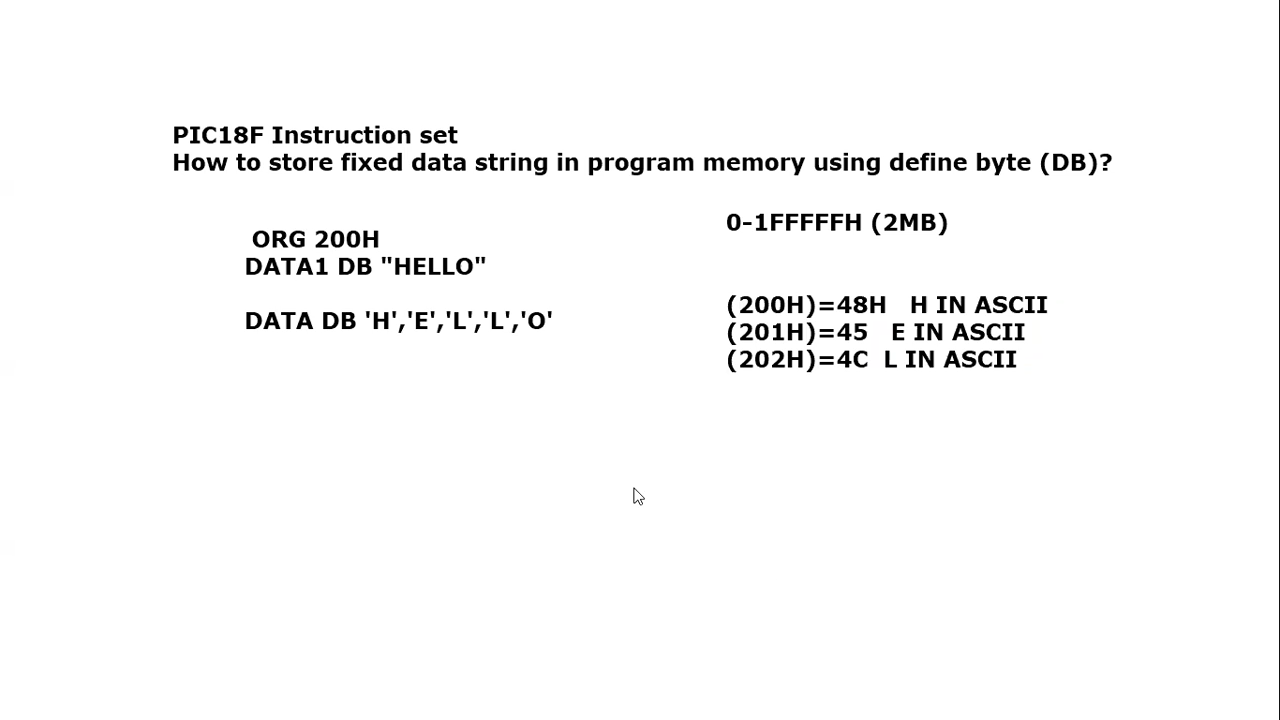 PIC18F Instruction set
How to store fixed data string in program memory using define byte (DB)?
ORG 200H
DATA1 DB "HELLO"
DATA DB 'H','E','L','L','O'
0-1FFFFFH (2MB)
(200H)=48H H IN ASCII
(201H)=45 E IN ASCII
(202H)=4C L IN ASCII